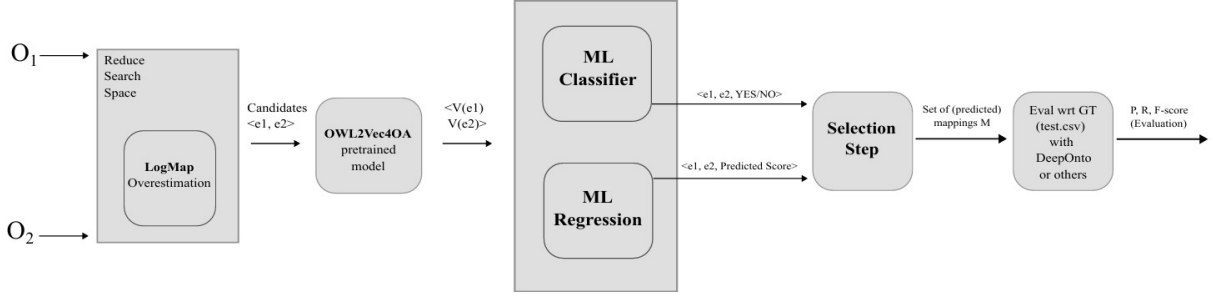 O1
O2
Reduce
Search
Space
LogMap
Overestimation
Candidates
<e1, e2>
OWL2Vec4OA
pretrained
model
<V(e1)
V(e2)>
ML
Classifier
ML
Regression
<e1, e2, YES/NO>
<e1, e2, Predicted Score>
Selection
Step
Set of (predicted)
mappings M
Eval wrt GT
(test.csv)
with
DeepOnto
or others
P, R, F-score
(Evaluation)